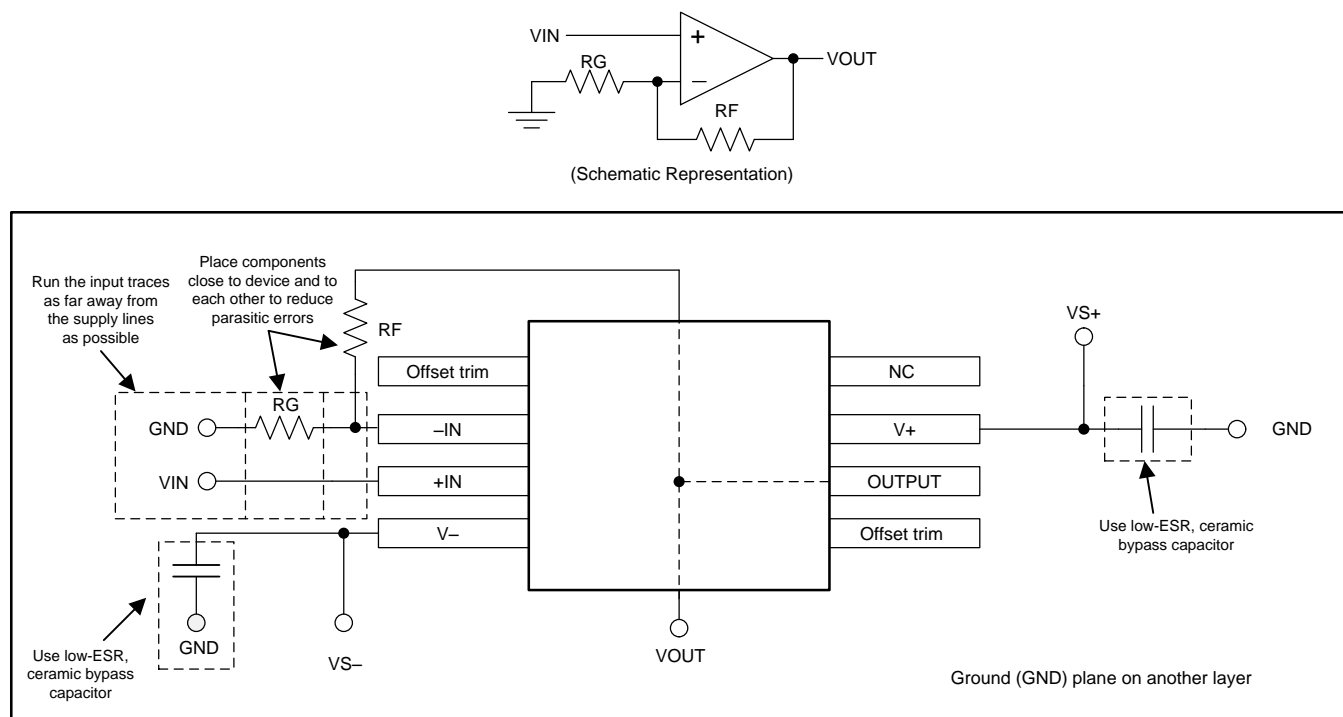 VIN
RG
VOUT
RF
(Schematic Representation)
Run the input traces
as far away from
the supply lines
as possible
Place components
close to device and to
each other to reduce
parasitic errors
RF
VS+
Offset trim
NC
RG
GND
–IN
V+
GND
VIN
+IN
OUTPUT
V–
Offset trim
Use low-ESR, ceramic
bypass capacitor
GND
VS–
VOUT
Use low-ESR,
ceramic bypass
capacitor
Ground (GND) plane on another layer